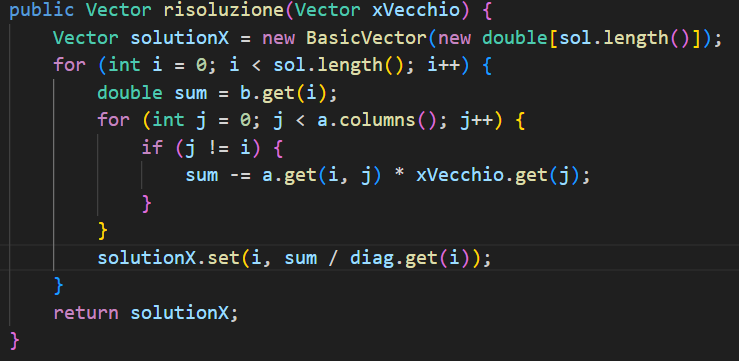 public Vector risoluzione(Vector xVecchio) {
    Vector solutionX = new BasicVector(new double[sol.length()]);
    for (int i = 0; i < sol.length(); i++) {
        double sum = b.get(i);
        for (int j = 0; j < a.columns(); j++) {
            if (j != i) {
                sum -= a.get(i, j) * xVecchio.get(j);
            }
        }
        solutionX.set(i, sum / diag.get(i));
    }
    return solutionX;
}